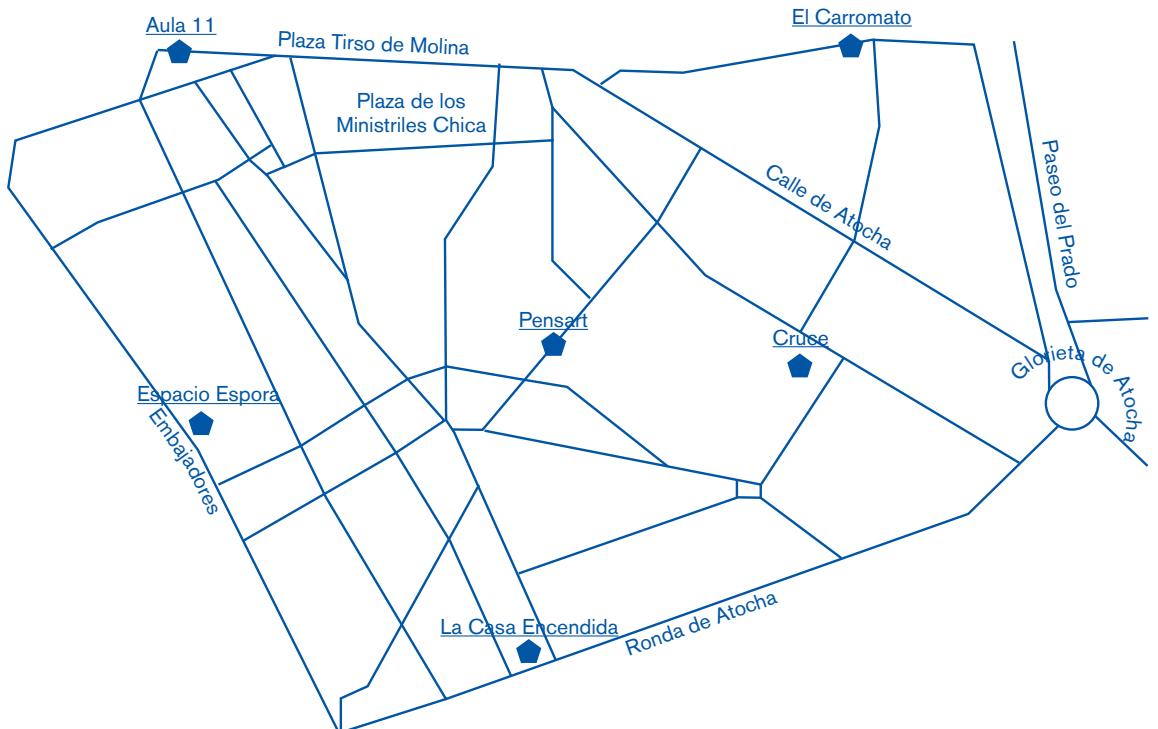 El Carromato
Aula 11
Plaza Tirso de Molina
Plaza de los
Ministriles Chica
Calle de Atocha
Paseo del Prado
Pensart
Cruce
Glorieta de Atocha
Espacio Espora
Embajadores
La Casa Encendida
Ronda de Atocha